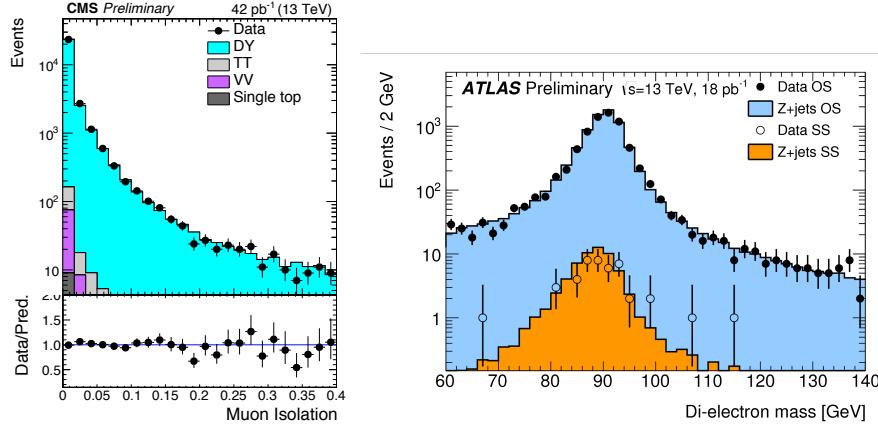 CMS Preliminary 42 pb⁻¹ (13 TeV)
Events
10⁴
10³
10²
10
Data
DY
TT
VV
Single top
Data/Pred.
2.0
1.5
1.0
0.5
0 0.05 0.1 0.15 0.2 0.25 0.3 0.35 0.4
Muon Isolation
ATLAS Preliminary √s=13 TeV, 18 pb⁻¹
Events / 2 GeV
10³
10²
10
1
Data OS
Z+jets OS
Data SS
Z+jets SS
60 70 80 90 100 110 120 130 140
Di-electron mass [GeV]